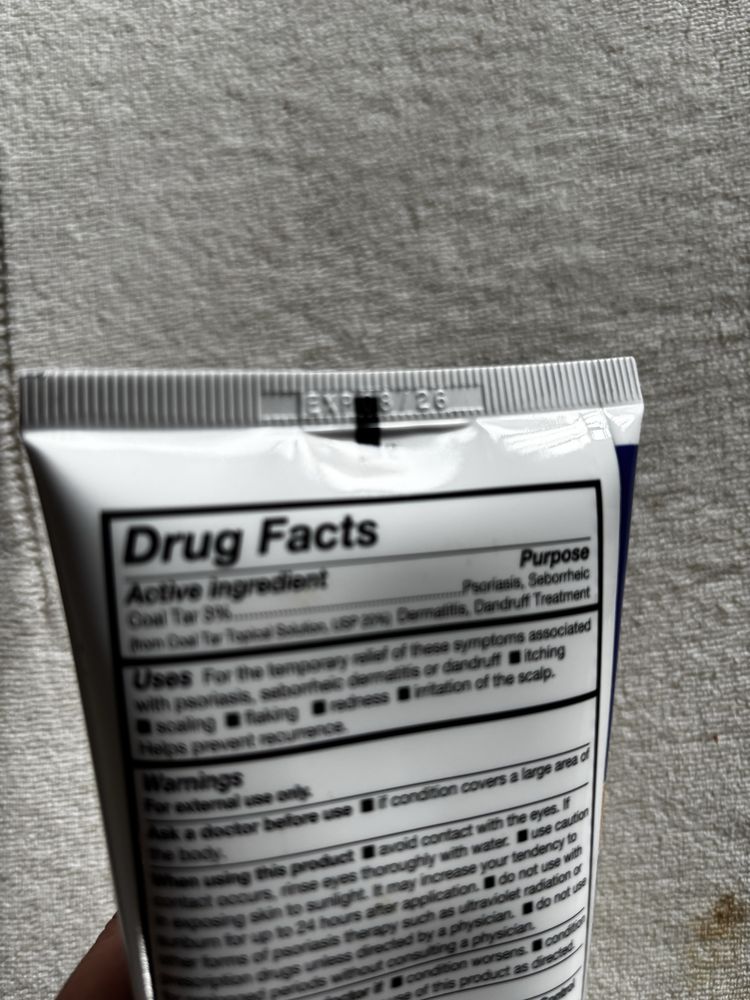 EXP 8 / 26
Drug Facts
Active ingredient Purpose
Coal Tar 3%..........................................Psoriasis, Seborrheic
(from Coal Tar Topical Solution, USP 20%) Dermatitis, Dandruff Treatment
Uses For the temporary relief of these symptoms associated
with psoriasis, seborrheic dermatitis or dandruff ■ itching
■ scaling ■ flaking ■ redness ■ irritation of the scalp.
Helps prevent recurrence.
Warnings
For external use only.
Ask a doctor before use ■ if condition covers a large area of
the body.
When using this product ■ avoid contact with the eyes. If
contact occurs, rinse eyes thoroughly with water. ■ use caution
in exposing skin to sunlight. It may increase your tendency to
sunburn for up to 24 hours after application. ■ do not use with
other forms of psoriasis therapy such as ultraviolet radiation or
prescription drugs unless directed by a physician. ■ do not use
periods without consulting a physician.
if ■ condition worsens. ■ condition
use of this product as directed.